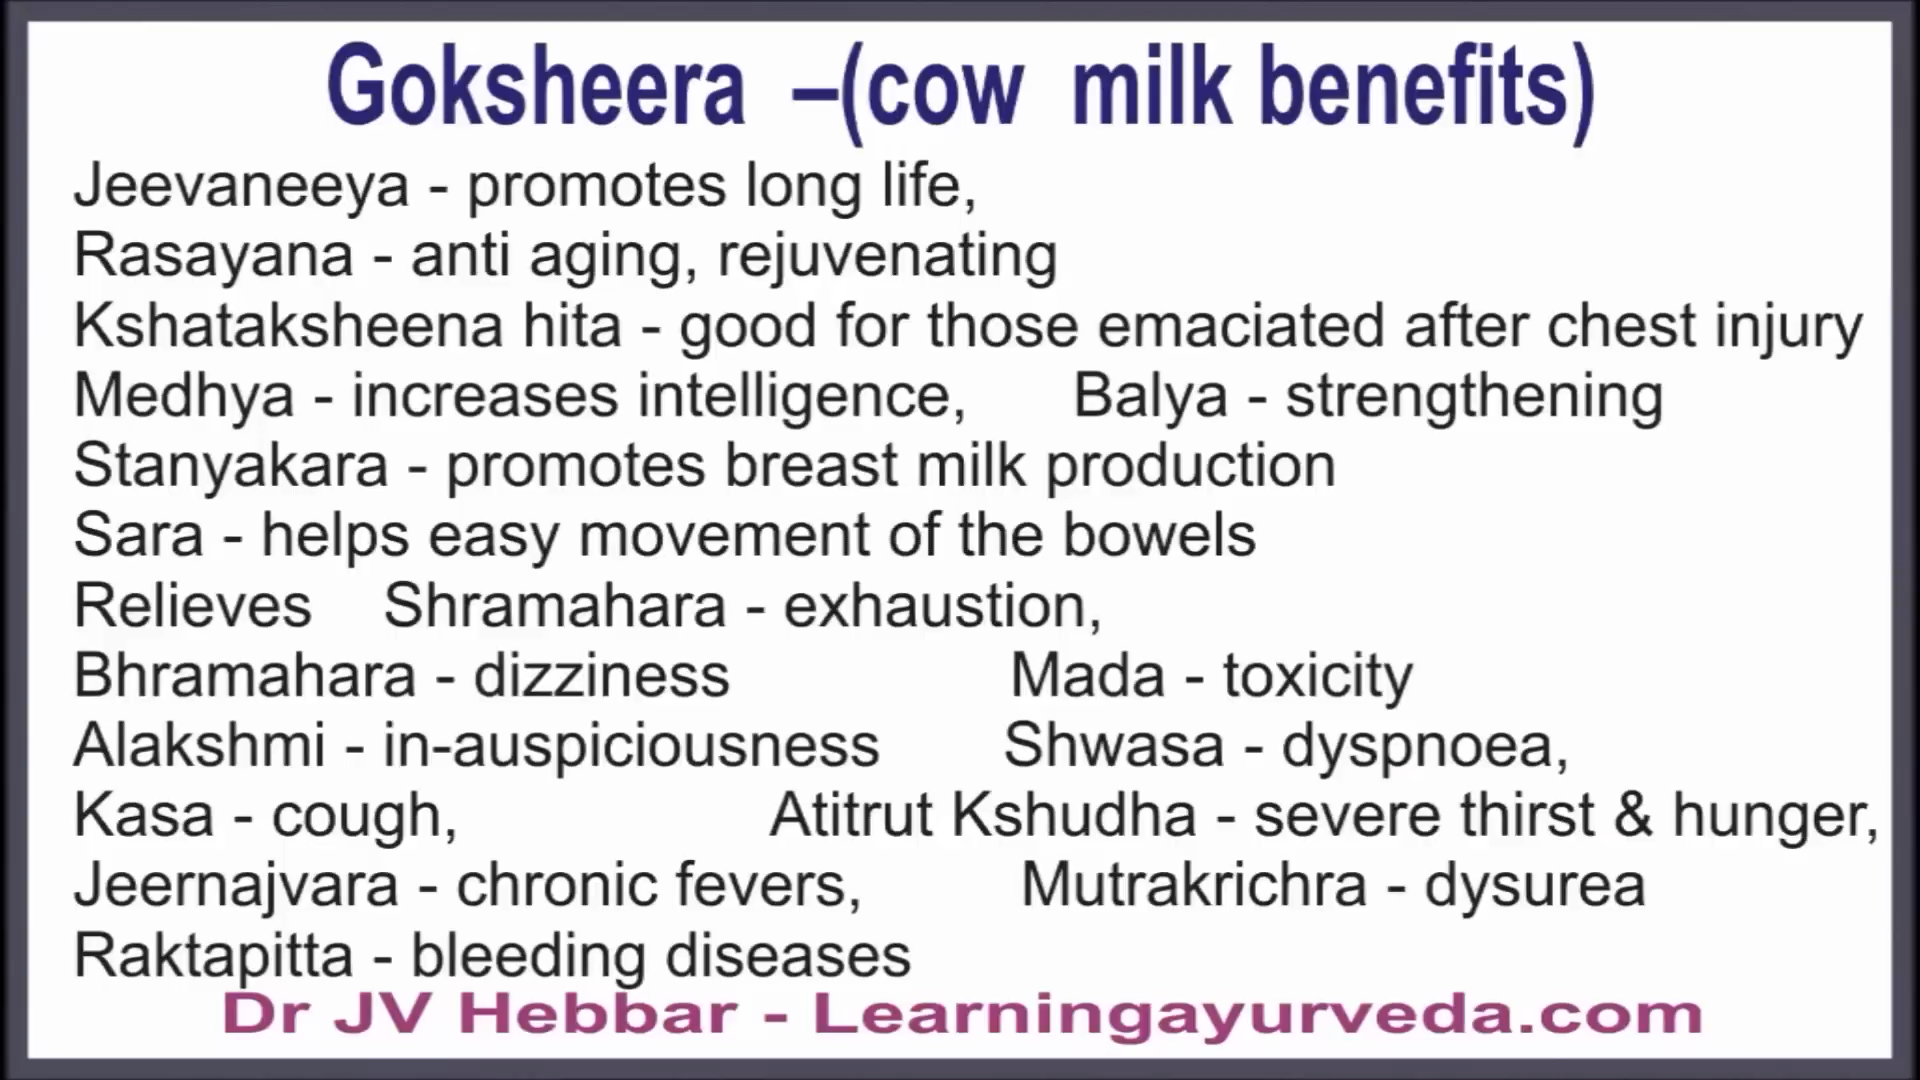 Goksheera –(cow milk benefits)
Jeevaneeya - promotes long life,
Rasayana - anti aging, rejuvenating
Kshataksheena hita - good for those emaciated after chest injury
Medhya - increases intelligence, Balya - strengthening
Stanyakara - promotes breast milk production
Sara - helps easy movement of the bowels
Relieves Shramahara - exhaustion,
Bhramahara - dizziness Mada - toxicity
Alakshmi - in-auspiciousness Shwasa - dyspnoea,
Kasa - cough, Atitrut Kshudha - severe thirst & hunger,
Jeernajvara - chronic fevers, Mutrakrichra - dysurea
Raktapitta - bleeding diseases
Dr JV Hebbar - Learningayurveda.com